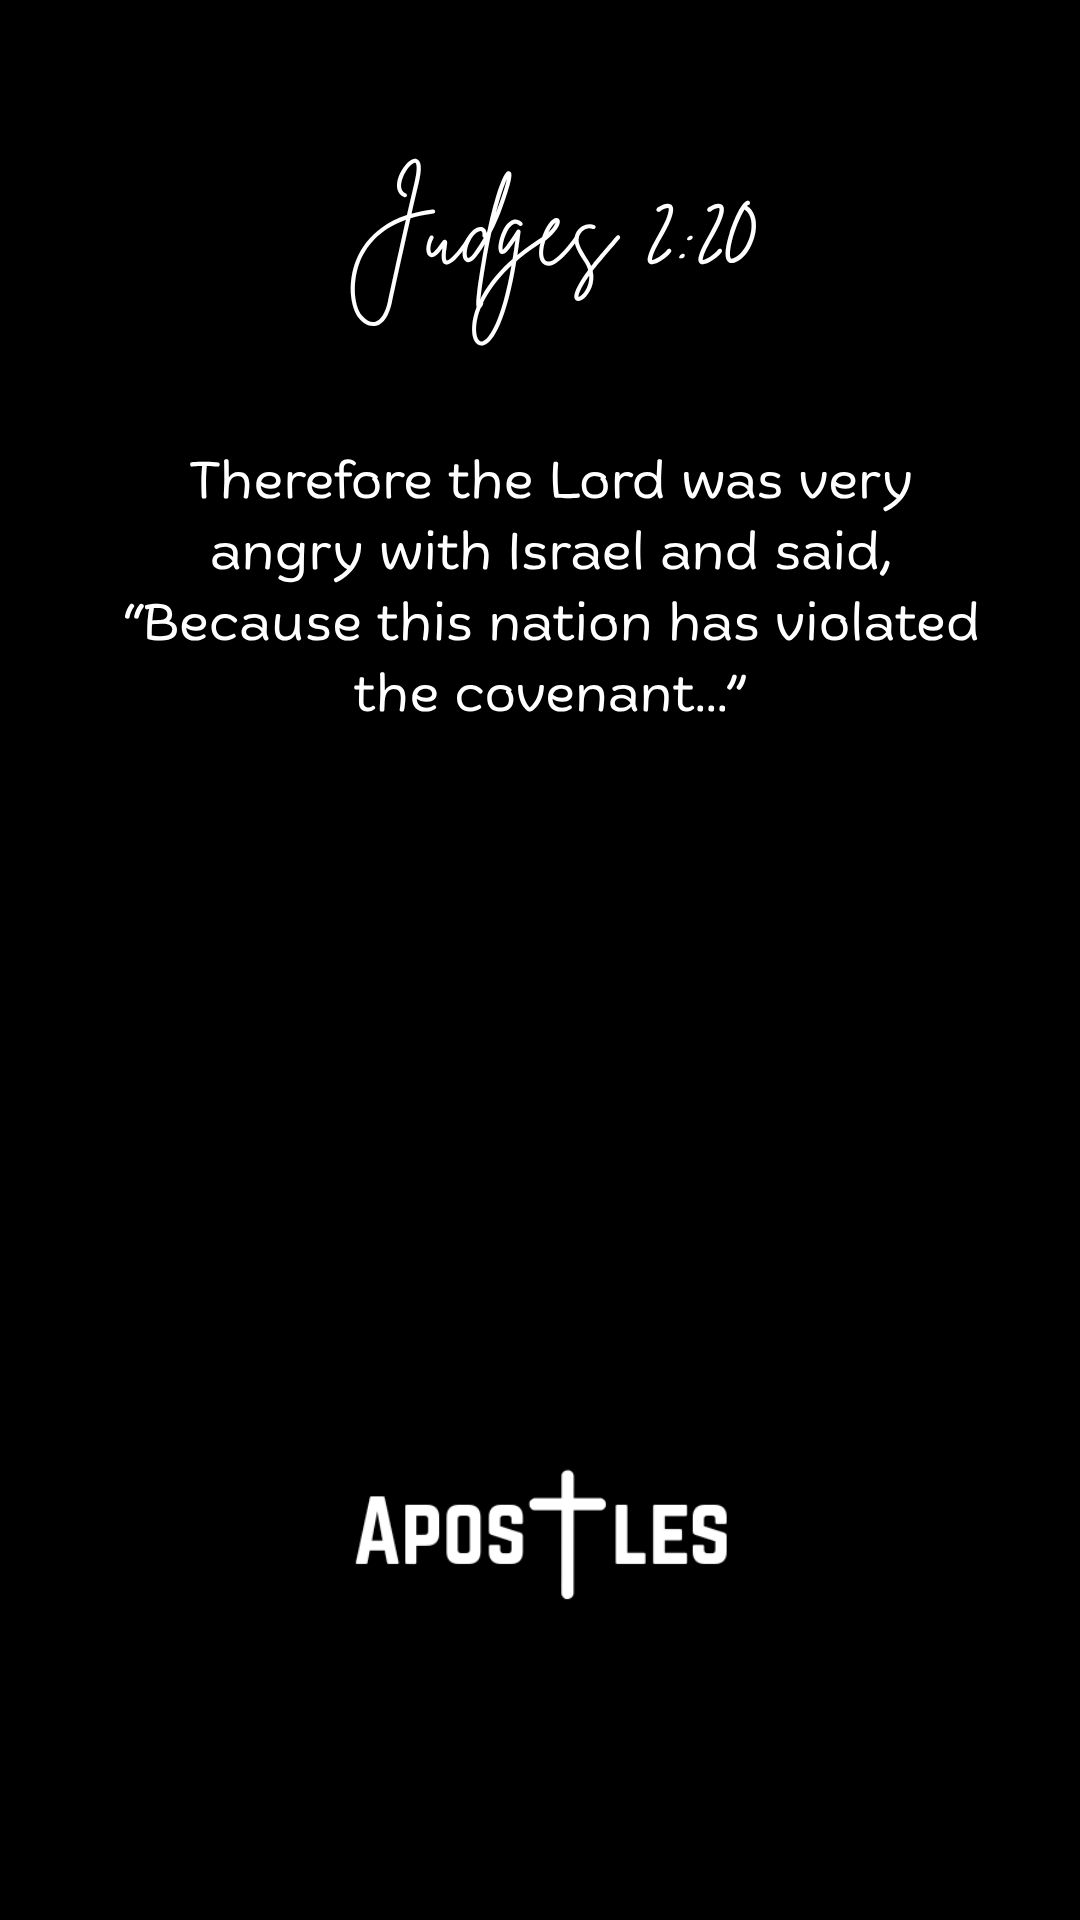 Judges 2:20
Therefore the Lord was very
angry with Israel and said,
“Because this nation has violated
the covenant...”
APOSTLES